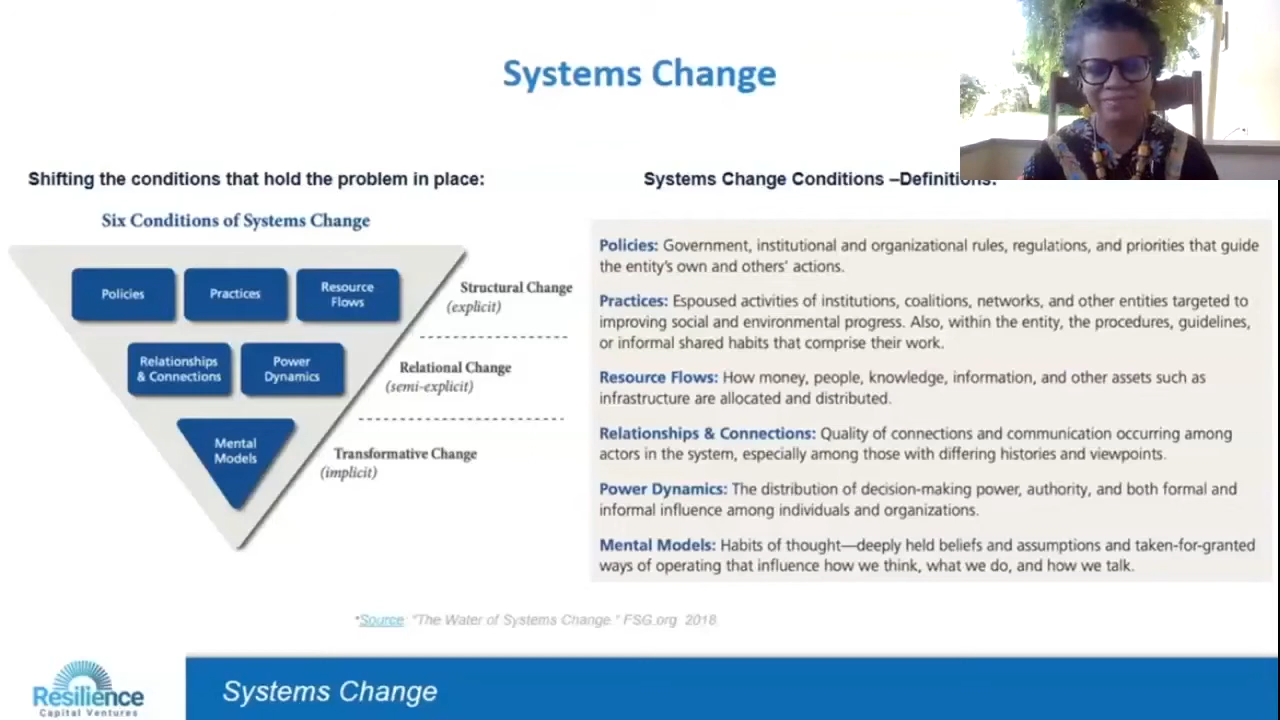 Systems Change
Shifting the conditions that hold the problem in place:
Six Conditions of Systems Change
Policies
Practices
Resource
Flows
Relationships
& Connections
Power
Dynamics
Mental
Models
Structural Change
(explicit)
Relational Change
(semi-explicit)
Transformative Change
(implicit)
Systems Change Conditions –Definitions:
Policies: Government, institutional and organizational rules, regulations, and priorities that guide
the entity's own and others' actions.
Practices: Espoused activities of institutions, coalitions, networks, and other entities targeted to
improving social and environmental progress. Also, within the entity, the procedures, guidelines,
or informal shared habits that comprise their work.
Resource Flows: How money, people, knowledge, information, and other assets such as
infrastructure are allocated and distributed.
Relationships & Connections: Quality of connections and communication occurring among
actors in the system, especially among those with differing histories and viewpoints.
Power Dynamics: The distribution of decision-making power, authority, and both formal and
informal influence among individuals and organizations.
Mental Models: Habits of thought—deeply held beliefs and assumptions and taken-for-granted
ways of operating that influence how we think, what we do, and how we talk.
*Source: "The Water of Systems Change." FSG.org 2018
Resilience
Capital Ventures
Systems Change